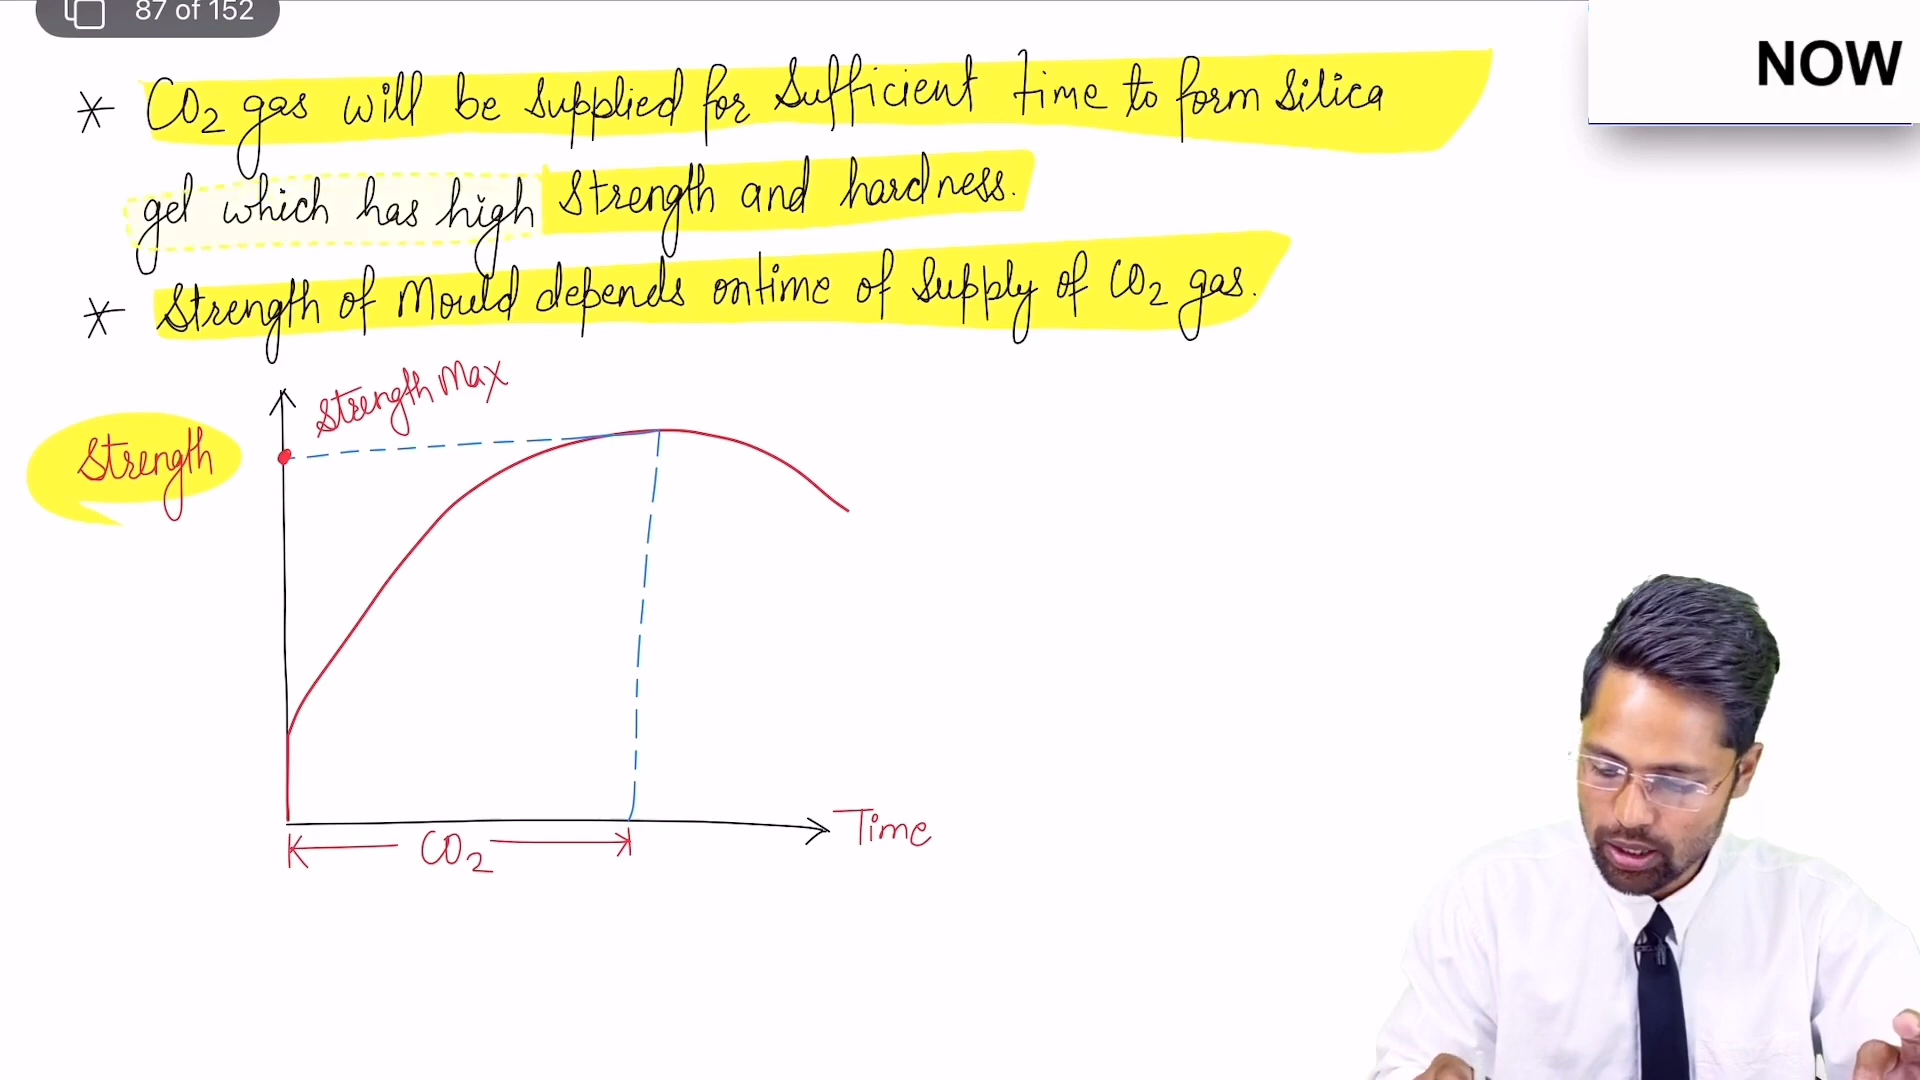 87 of 152
NOW
* CO2 gas will be supplied for sufficient time to form silica
gel which has high strength and hardness.
* Strength of Mould depends on time of supply of CO2 gas.
Strength Max
Strength
Time
CO2